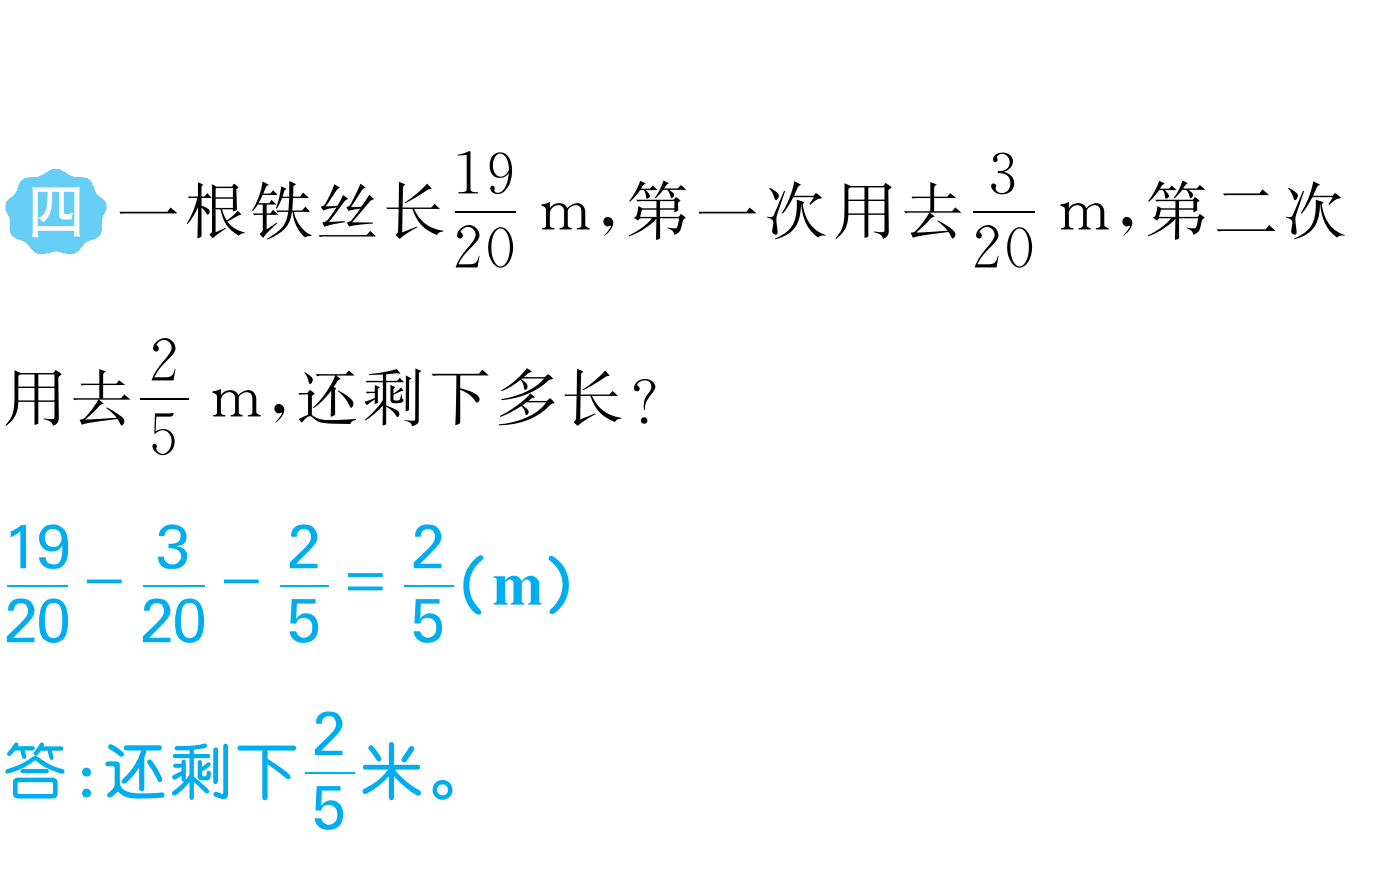 四 一根铁丝长19/20 m,第一次用去3/20 m,第二次
用去2/5 m,还剩下多长?
19/20 - 3/20 - 2/5 = 2/5(m)
答:还剩下2/5米。